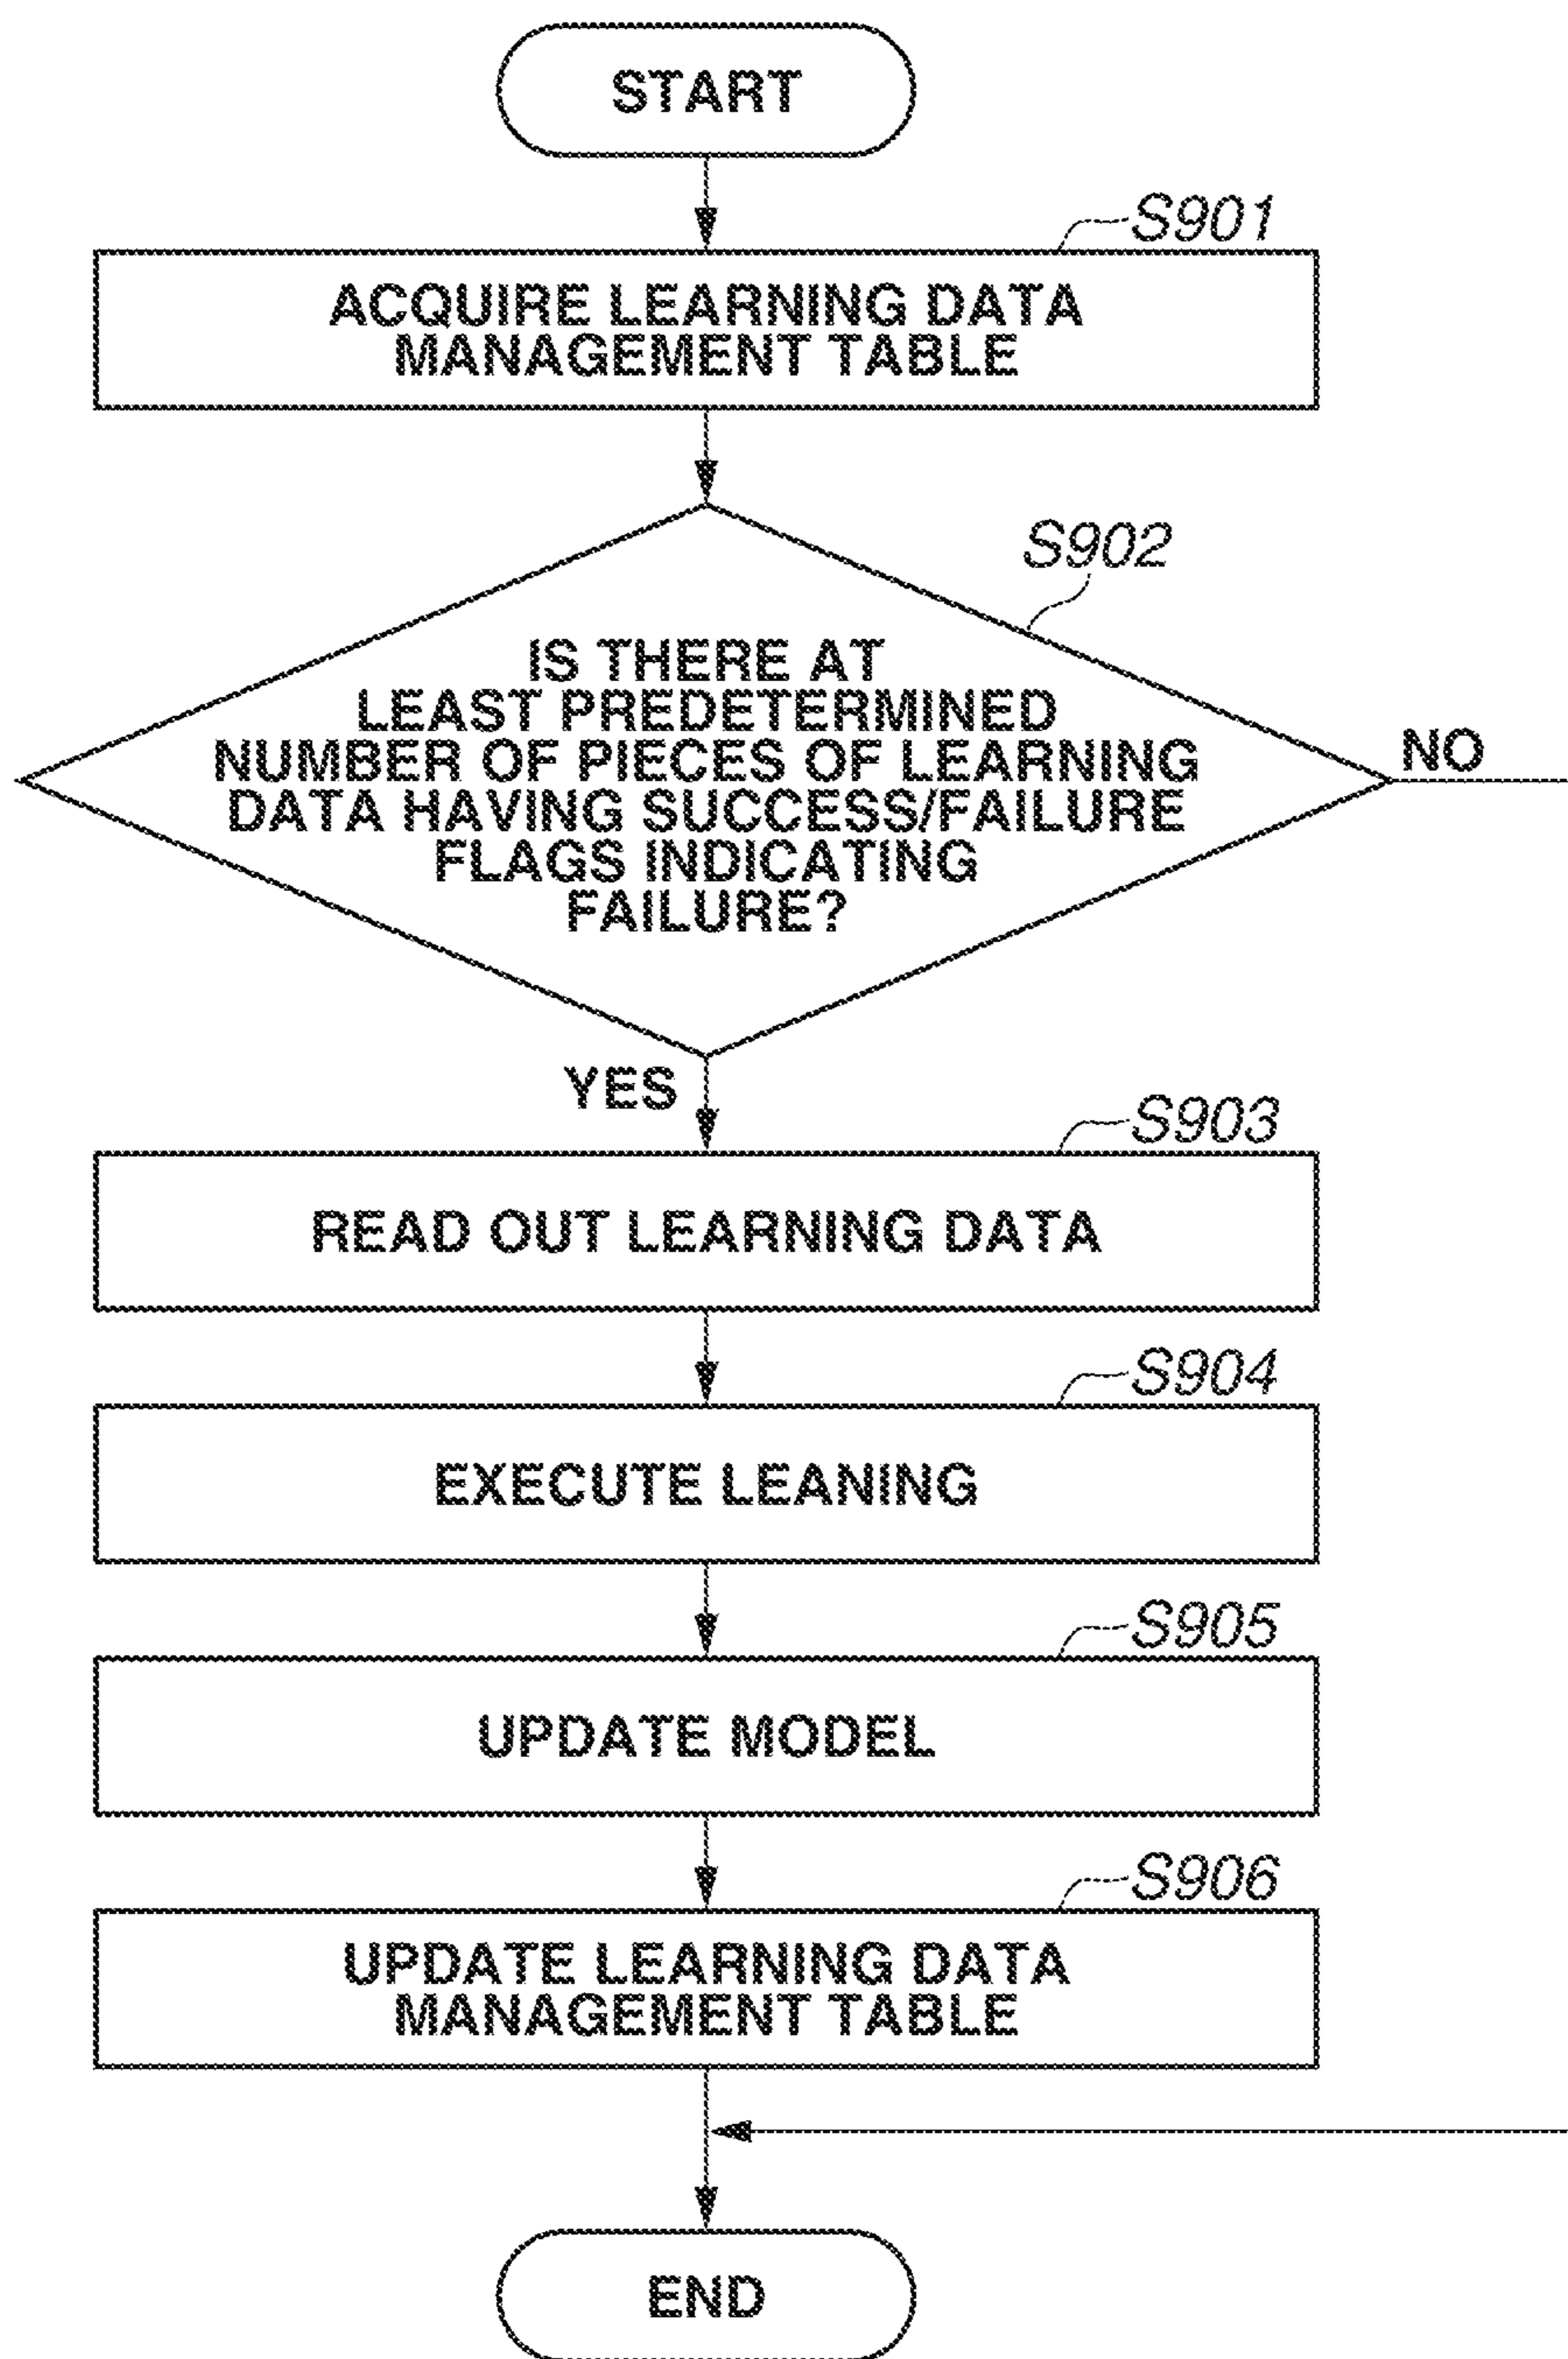 START
S901
ACQUIRE LEARNING DATA
MANAGEMENT TABLE
S902
IS THERE AT
LEAST PREDETERMINED
NUMBER OF PIECES OF LEARNING
DATA HAVING SUCCESS/FAILURE
FLAGS INDICATING
FAILURE?
NO
YES
S903
READ OUT LEARNING DATA
S904
EXECUTE LEANING
S905
UPDATE MODEL
S906
UPDATE LEARNING DATA
MANAGEMENT TABLE
END